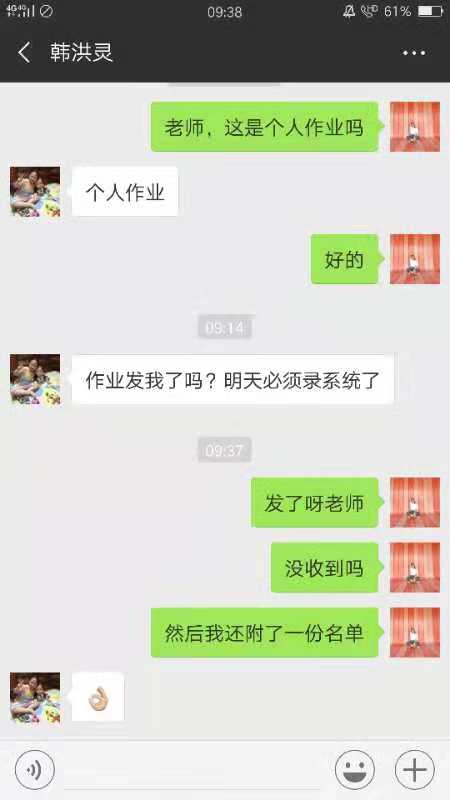 4G 4G 09:38 HD 61%
韩洪灵
老师，这是个人作业吗
个人作业
好的
09:14
作业发我了吗？明天必须录系统了
09:37
发了呀老师
没收到吗
然后我还附了一份名单
👌🏼